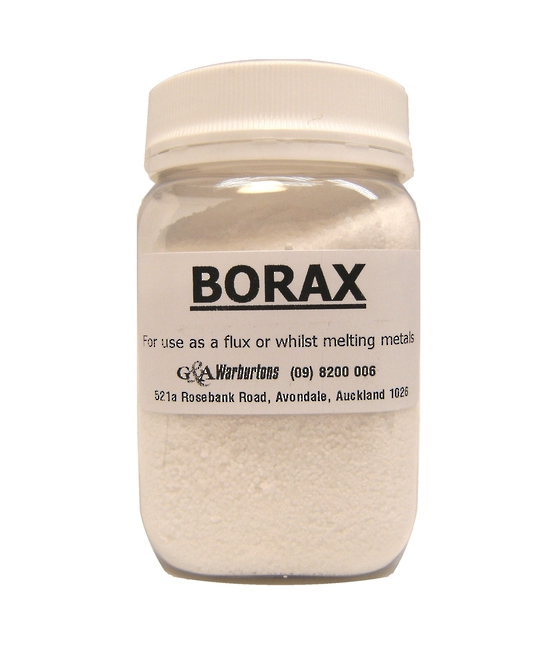 BORAX
For use as a flux or whilst melting metals
G&A Warburtons (09) 8200 006
521a Rosebank Road, Avondale, Auckland 1026